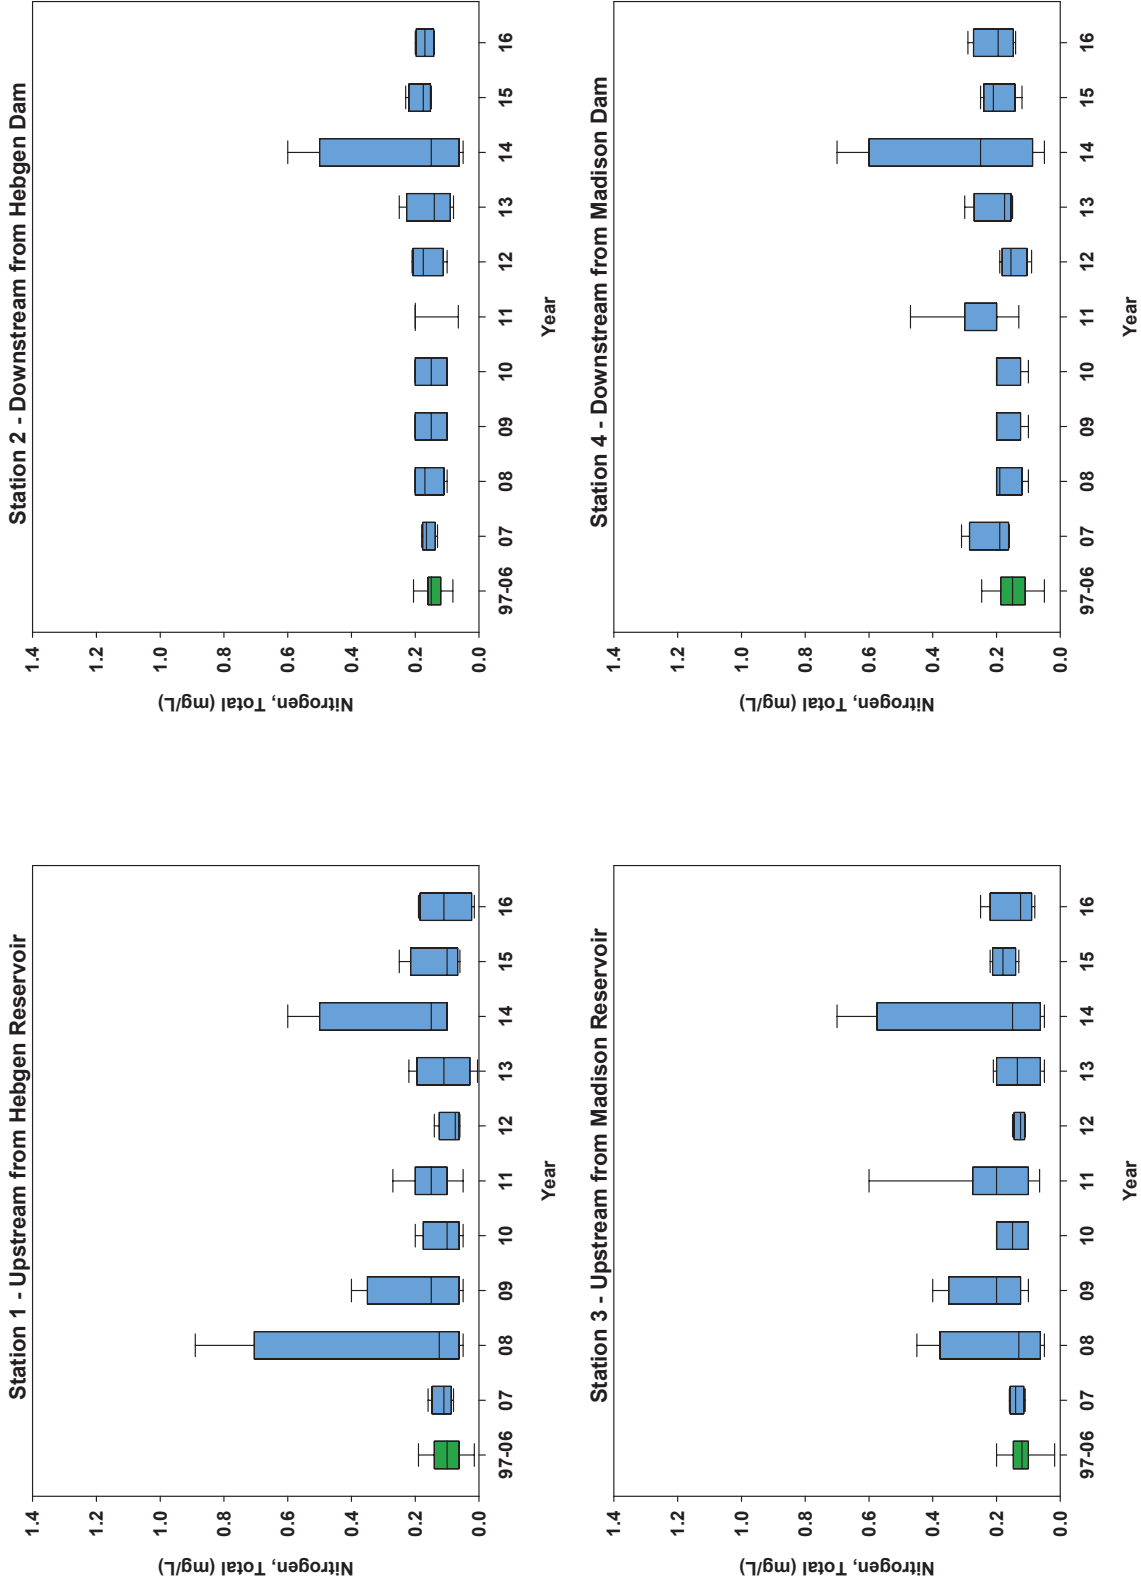 Station 1 - Upstream from Hebgen Reservoir
Nitrogen, Total (mg/L)
1.4
1.2
1.0
0.8
0.6
0.4
0.2
0.0
97-06 07 08 09 10 11 12 13 14 15 16
Year
Station 2 - Downstream from Hebgen Dam
Nitrogen, Total (mg/L)
1.4
1.2
1.0
0.8
0.6
0.4
0.2
0.0
97-06 07 08 09 10 11 12 13 14 15 16
Year
Station 3 - Upstream from Madison Reservoir
Nitrogen, Total (mg/L)
1.4
1.2
1.0
0.8
0.6
0.4
0.2
0.0
97-06 07 08 09 10 11 12 13 14 15 16
Year
Station 4 - Downstream from Madison Dam
Nitrogen, Total (mg/L)
1.4
1.2
1.0
0.8
0.6
0.4
0.2
0.0
97-06 07 08 09 10 11 12 13 14 15 16
Year